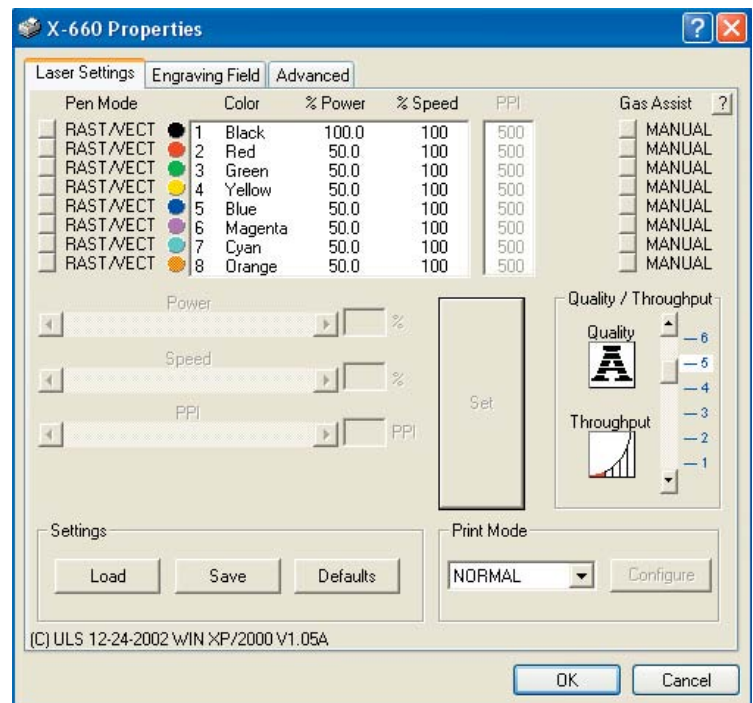 X-660 Properties
Laser Settings Engraving Field Advanced
Pen Mode Color % Power % Speed PPI Gas Assist ?
RAST/VECT 1 Black 100.0 100 500 MANUAL
RAST/VECT 2 Red 50.0 100 500 MANUAL
RAST/VECT 3 Green 50.0 100 500 MANUAL
RAST/VECT 4 Yellow 50.0 100 500 MANUAL
RAST/VECT 5 Blue 50.0 100 500 MANUAL
RAST/VECT 6 Magenta 50.0 100 500 MANUAL
RAST/VECT 7 Cyan 50.0 100 500 MANUAL
RAST/VECT 8 Orange 50.0 100 500 MANUAL
Power
%
Speed
%
PPI
PPI
Set
Quality / Throughput
Quality
A
Throughput
6
5
4
3
2
1
Settings
Load Save Defaults
Print Mode
NORMAL Configure
(C) ULS 12-24-2002 WIN XP/2000 V1.05A
OK Cancel